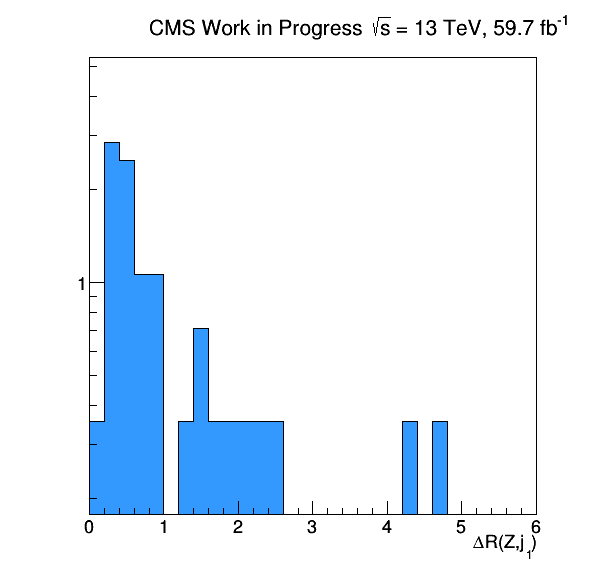 CMS Work in Progress √s = 13 TeV, 59.7 fb⁻¹
1
0 1 2 3 4 5 6
ΔR(Z,j₁)